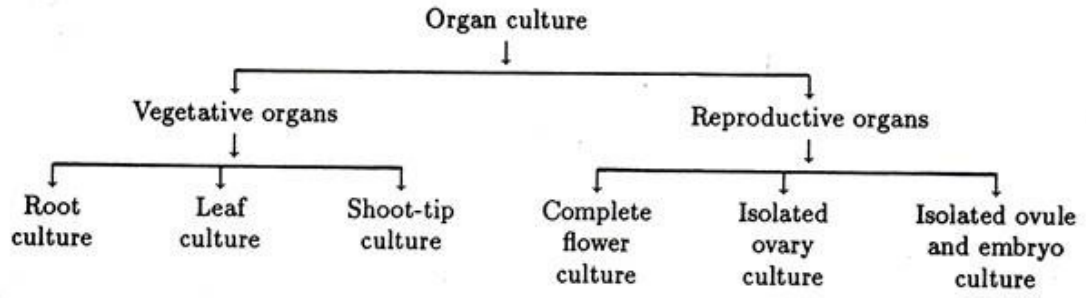 Organ culture
Vegetative organs
Reproductive organs
Root
culture
Leaf
culture
Shoot-tip
culture
Complete
flower
culture
Isolated
ovary
culture
Isolated ovule
and embryo
culture